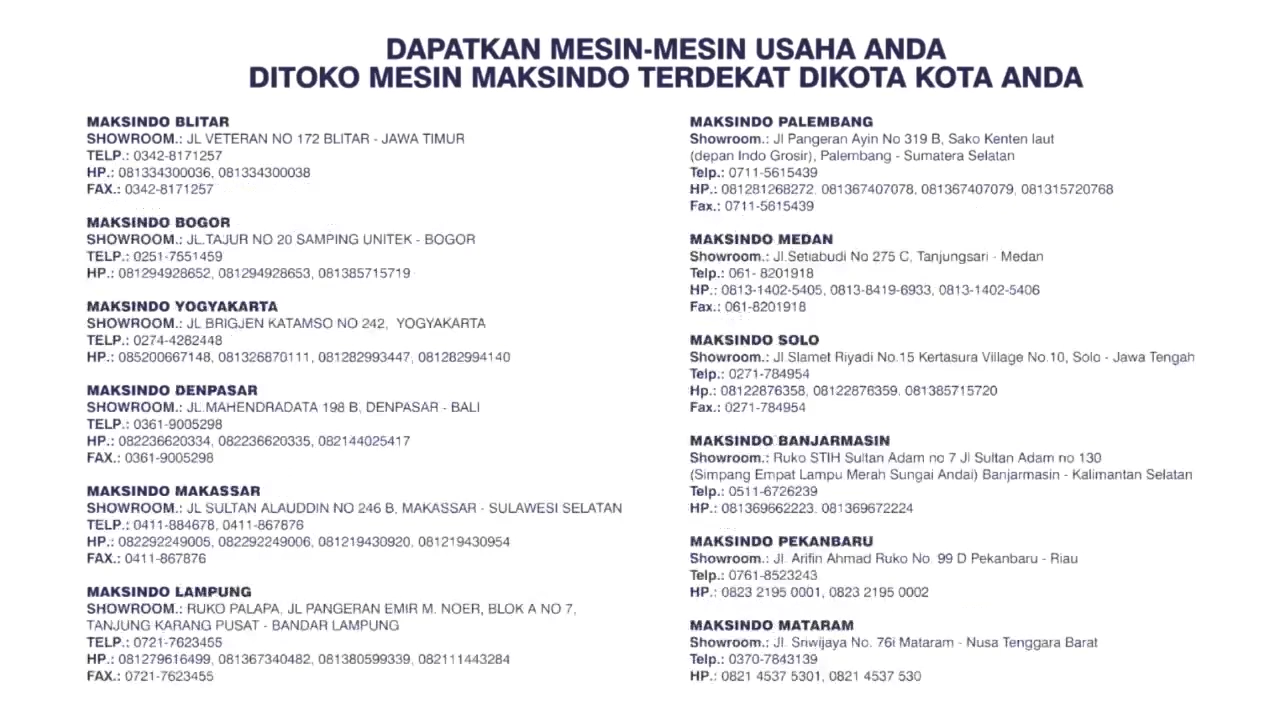 DAPATKAN MESIN-MESIN USAHA ANDA
DITOKO MESIN MAKSINDO TERDEKAT DIKOTA KOTA ANDA
MAKSINDO BLITAR
SHOWROOM.: JL VETERAN NO 172 BLITAR - JAWA TIMUR
TELP.: 0342-8171257
HP.: 081334300036, 081334300038
FAX.: 0342-8171257
MAKSINDO BOGOR
SHOWROOM.: JL.TAJUR NO 20 SAMPING UNITEK - BOGOR
TELP.: 0251-7551459
HP.: 081294928652, 081294928653, 081385715719
MAKSINDO YOGYAKARTA
SHOWROOM.: JL BRIGJEN KATAMSO NO 242, YOGYAKARTA
TELP.: 0274-4282448
HP.: 085200667148, 081326870111, 081282993447, 081282994140
MAKSINDO DENPASAR
SHOWROOM.: JL.MAHENDRADATA 198 B, DENPASAR - BALI
TELP.: 0361-9005298
HP.: 082236620334, 082236620335, 082144025417
FAX.: 0361-9005298
MAKSINDO MAKASSAR
SHOWROOM.: JL SULTAN ALAUDDIN NO 246 B, MAKASSAR - SULAWESI SELATAN
TELP.: 0411-884678, 0411-867876
HP.: 082292249005, 082292249006, 081219430920, 081219430954
FAX.: 0411-867876
MAKSINDO LAMPUNG
SHOWROOM.: RUKO PALAPA, JL PANGERAN EMIR M. NOER, BLOK A NO 7,
TANJUNG KARANG PUSAT - BANDAR LAMPUNG
TELP.: 0721-7623455
HP.: 081279616499, 081367340482, 081380599339, 082111443284
FAX.: 0721-7623455
MAKSINDO PALEMBANG
Showroom.: Jl Pangeran Ayin No 319 B, Sako Kenten laut
(depan Indo Grosir), Palembang - Sumatera Selatan
Telp.: 0711-5615439
HP.: 081281268272, 081367407078, 081367407079, 081315720768
Fax.: 0711-5615439
MAKSINDO MEDAN
Showroom.: Jl.Setiabudi No 275 C, Tanjungsari - Medan
Telp.: 061- 8201918
HP.: 0813-1402-5405, 0813-8419-6933, 0813-1402-5406
Fax.: 061-8201918
MAKSINDO SOLO
Showroom.: Jl.Slamet Riyadi No.15 Kertasura Village No.10, Solo - Jawa Tengah
Telp.: 0271-784954
Hp.: 08122876358, 08122876359, 081385715720
Fax.: 0271-784954
MAKSINDO BANJARMASIN
Showroom.: Ruko STIH Sultan Adam no 7 Jl Sultan Adam no 130
(Simpang Empat Lampu Merah Sungai Andai) Banjarmasin - Kalimantan Selatan
Telp.: 0511-6726239
HP.: 081369662223, 081369672224
MAKSINDO PEKANBARU
Showroom.: Jl. Arifin Ahmad Ruko No. 99 D Pekanbaru - Riau
Telp.: 0761-8523243
HP.: 0823 2195 0001, 0823 2195 0002
MAKSINDO MATARAM
Showroom.: Jl. Sriwijaya No. 76i Mataram - Nusa Tenggara Barat
Telp.: 0370-7843139
HP.: 0821 4537 5301, 0821 4537 530